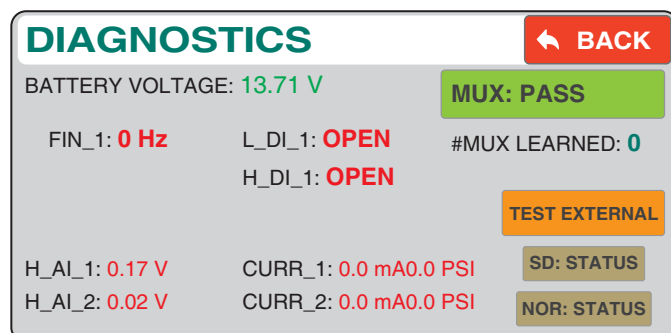 DIAGNOSTICS BACK
BATTERY VOLTAGE: 13.71 V MUX: PASS
FIN_1: 0 Hz L_DI_1: OPEN #MUX LEARNED: 0
H_DI_1: OPEN
TEST EXTERNAL
H_AI_1: 0.17 V CURR_1: 0.0 mA0.0 PSI SD: STATUS
H_AI_2: 0.02 V CURR_2: 0.0 mA0.0 PSI NOR: STATUS